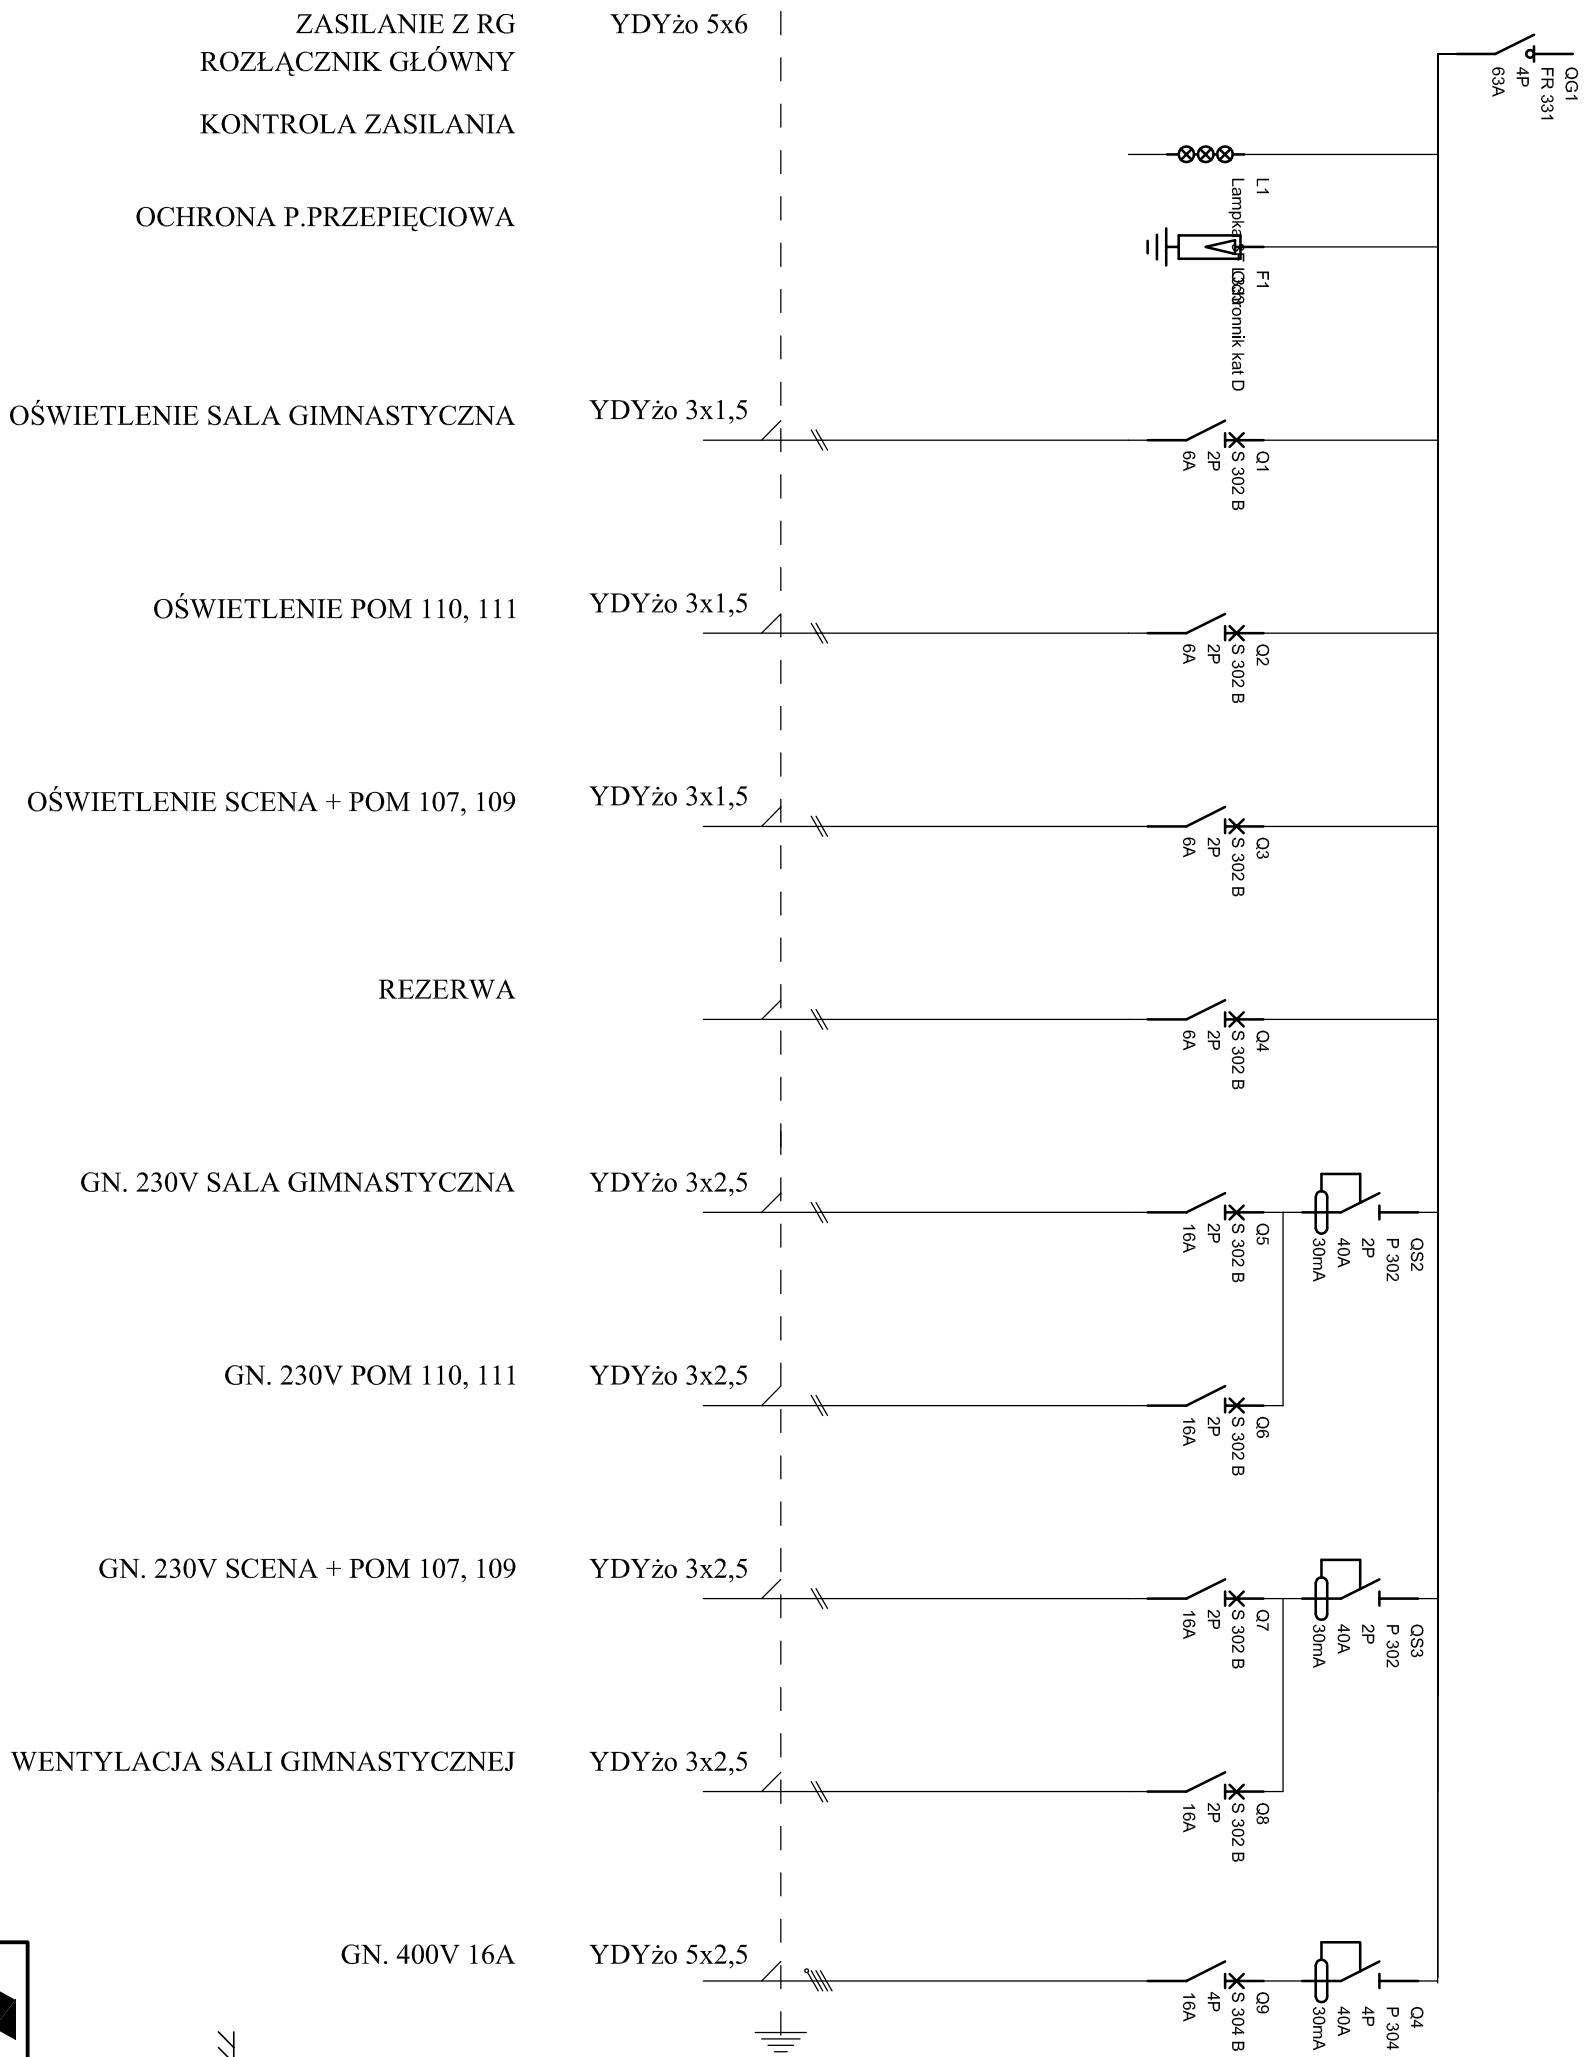 ZASILANIE Z RG YDYżo 5x6
ROZŁĄCZNIK GŁÓWNY
QG1
FR 331
4P
63A
KONTROLA ZASILANIA
L1
Lampka
OCHRONA P.PRZEPIĘCIOWA
F1
Ochronnik kat D
OŚWIETLENIE SALA GIMNASTYCZNA YDYżo 3x1,5
Q1
S 302 B
2P
6A
OŚWIETLENIE POM 110, 111 YDYżo 3x1,5
Q2
S 302 B
2P
6A
OŚWIETLENIE SCENA + POM 107, 109 YDYżo 3x1,5
Q3
S 302 B
2P
6A
REZERWA
Q4
S 302 B
2P
6A
GN. 230V SALA GIMNASTYCZNA YDYżo 3x2,5
Q5
S 302 B
2P
16A
QS2
P 302
2P
40A
30mA
GN. 230V POM 110, 111 YDYżo 3x2,5
Q6
S 302 B
2P
16A
GN. 230V SCENA + POM 107, 109 YDYżo 3x2,5
Q7
S 302 B
2P
16A
QS3
P 302
2P
40A
30mA
WENTYLACJA SALI GIMNASTYCZNEJ YDYżo 3x2,5
Q8
S 302 B
2P
16A
GN. 400V 16A YDYżo 5x2,5
Q9
S 304 B
4P
16A
Q4
P 304
4P
40A
30mA